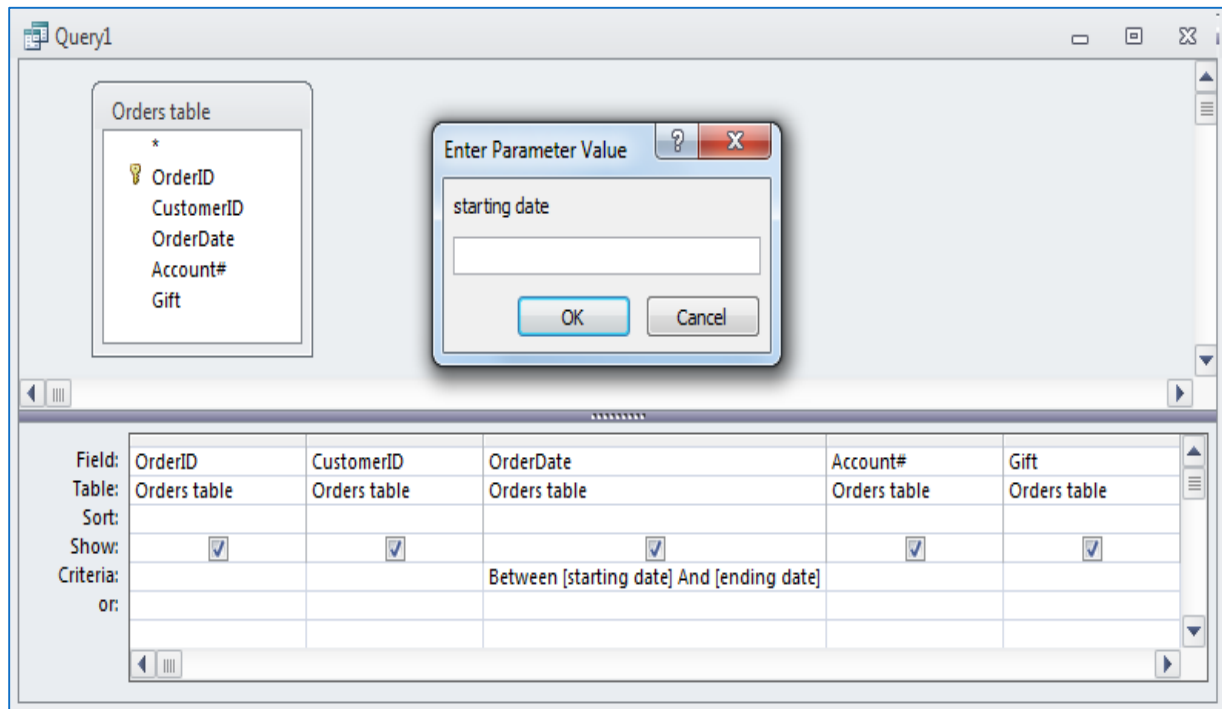 Query1
Orders table
*
OrderID
CustomerID
OrderDate
Account#
Gift
Enter Parameter Value
?
starting date
OK Cancel
Field: OrderID CustomerID OrderDate Account# Gift
Table: Orders table Orders table Orders table Orders table Orders table
Sort:
Show:
Criteria: Between [starting date] And [ending date]
or: